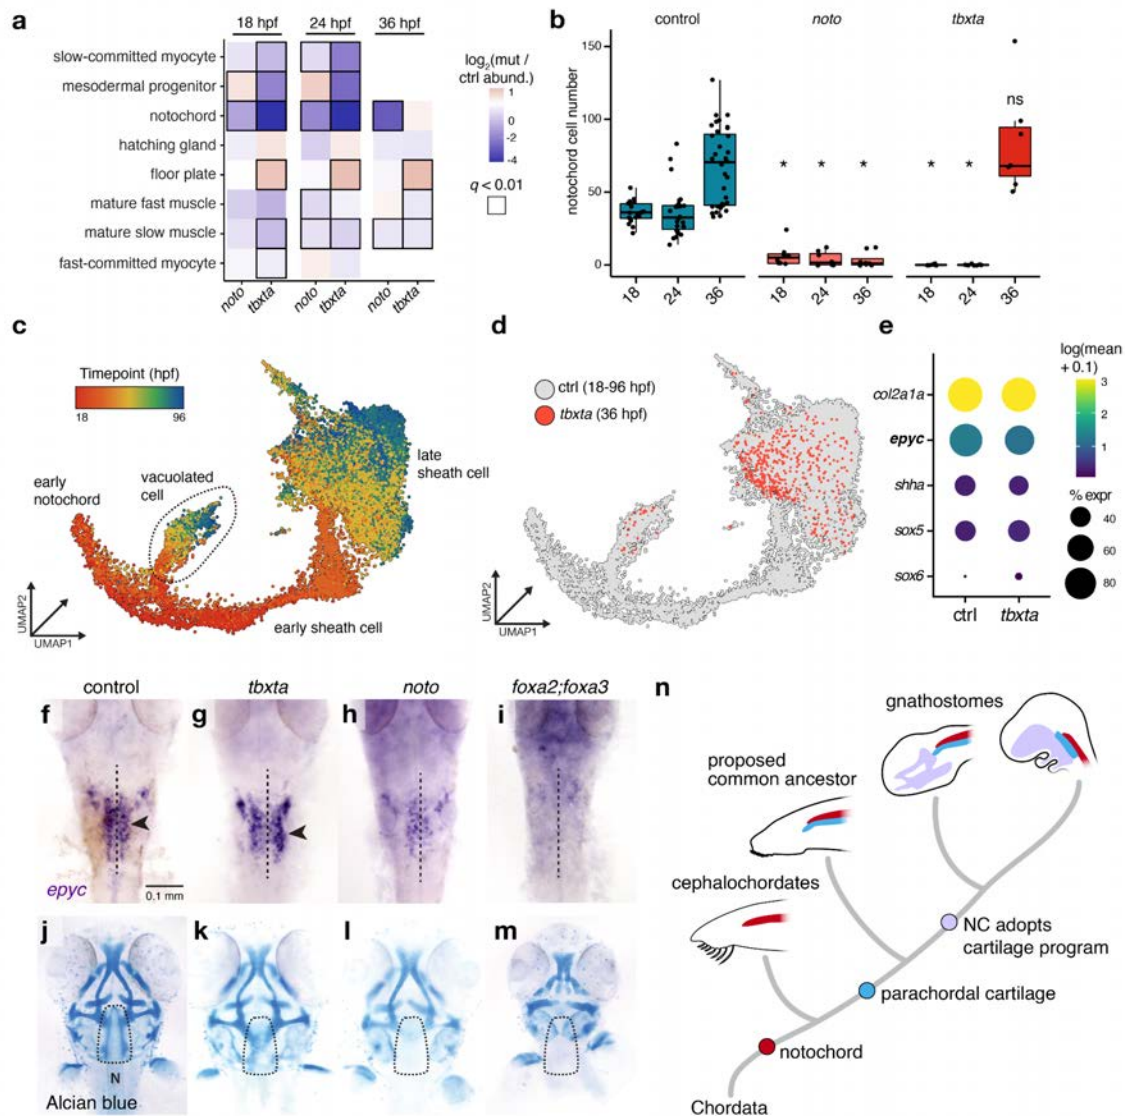 a
18 hpf 24 hpf 36 hpf
slow-committed myocyte
mesodermal progenitor
notochord
hatching gland
floor plate
mature fast muscle
mature slow muscle
fast-committed myocyte
noto tbxta noto tbxta noto tbxta
log2(mut /
ctrl abund.)
1
0
-2
-4
q < 0.01
b
control noto tbxta
notochord cell number
150
100
50
0
* * * * * ns
18 24 36 18 24 36 18 24 36
c
Timepoint (hpf)
18 96
early
notochord
vacuolated
cell
late
sheath cell
early sheath cell
UMAP2
UMAP1
d
ctrl (18-96 hpf)
tbxta (36 hpf)
UMAP2
UMAP1
e
col2a1a
epyc
shha
sox5
sox6
ctrl tbxta
log(mean
+ 0.1)
3
2
1
% expr
40
60
80
control tbxta noto foxa2;foxa3
f g h i
epyc
0,1 mm
j k l m
N
Alcian blue
n
gnathostomes
proposed
common ancestor
cephalochordates
NC adopts
cartilage program
parachordal cartilage
notochord
Chordata